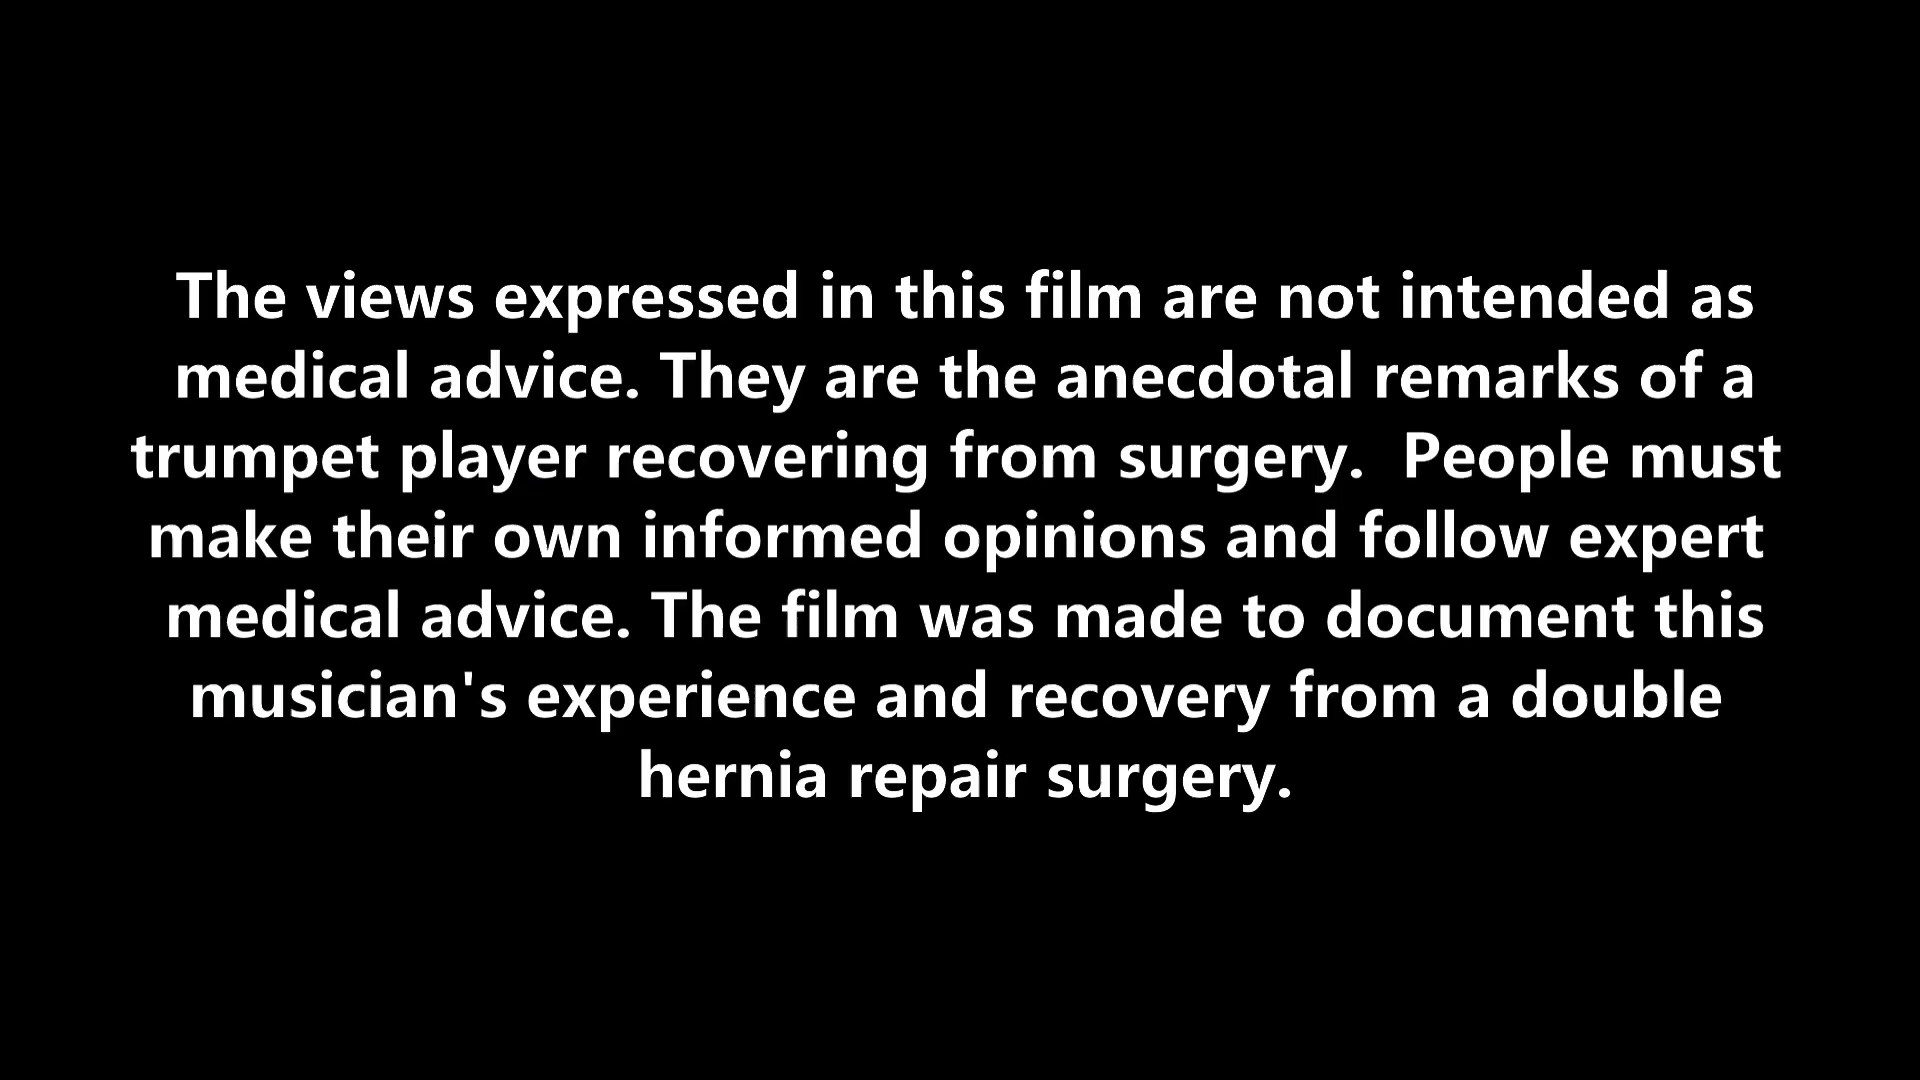 The views expressed in this film are not intended as
medical advice. They are the anecdotal remarks of a
trumpet player recovering from surgery.  People must
make their own informed opinions and follow expert
medical advice. The film was made to document this
musician's experience and recovery from a double
hernia repair surgery.